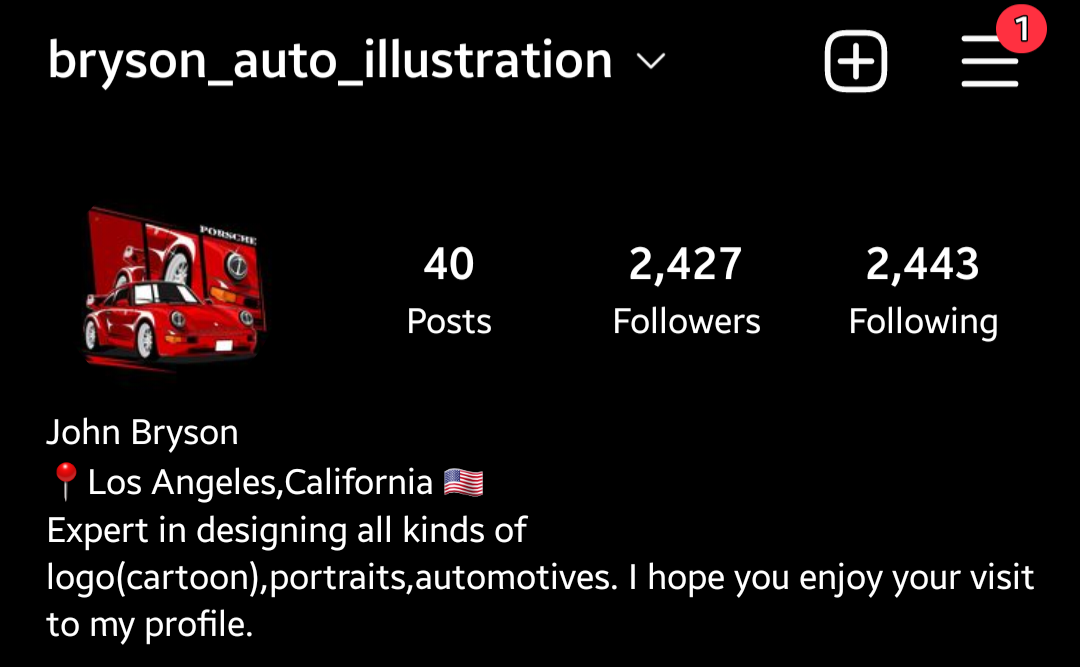 bryson_auto_illustration
1
PORSCHE
40
Posts
2,427
Followers
2,443
Following
John Bryson
📍Los Angeles,California 🇺🇸
Expert in designing all kinds of
logo(cartoon),portraits,automotives. I hope you enjoy your visit
to my profile.